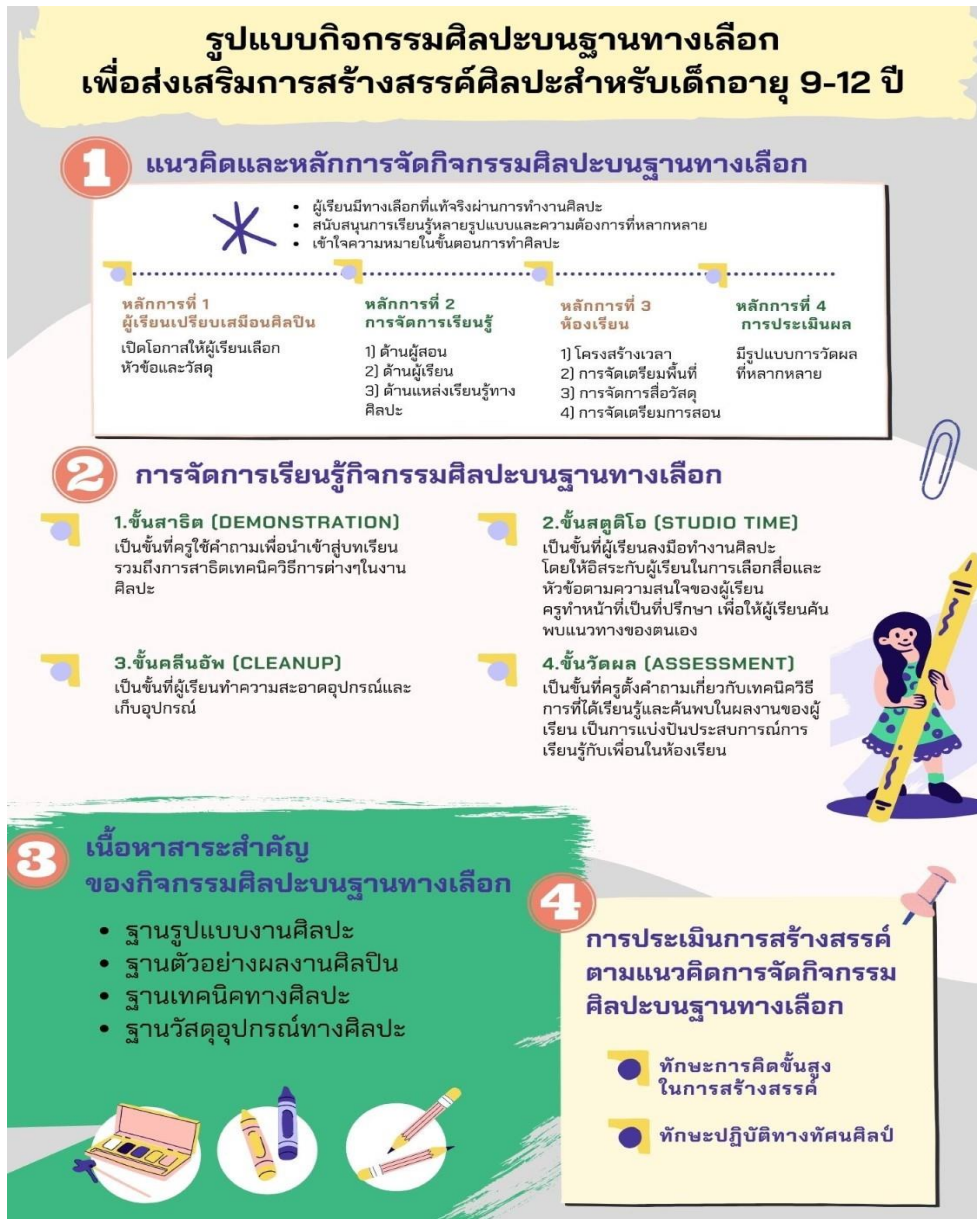 รูปแบบกิจกรรมศิลปะบนฐานทางเลือก
เพื่อส่งเสริมการสร้างสรรค์ศิลปะสำหรับเด็กอายุ 9-12 ปี
1
แนวคิดและหลักการจัดกิจกรรมศิลปะบนฐานทางเลือก
• ผู้เรียนมีทางเลือกที่แท้จริงผ่านการทำงานศิลปะ
• สนับสนุนการเรียนรู้หลายรูปแบบและความต้องการที่หลากหลาย
• เข้าใจความหมายในขั้นตอนการทำศิลปะ
หลักการที่ 1
ผู้เรียนเปรียบเสมือนศิลปิน
เปิดโอกาสให้ผู้เรียนเลือก
หัวข้อและวัสดุ
หลักการที่ 2
การจัดการเรียนรู้
1) ด้านผู้สอน
2) ด้านผู้เรียน
3) ด้านแหล่งเรียนรู้ทาง
ศิลปะ
หลักการที่ 3
ห้องเรียน
1) โครงสร้างเวลา
2) การจัดเตรียมพื้นที่
3) การจัดการสื่อวัสดุ
4) การจัดเตรียมการสอน
หลักการที่ 4
การประเมินผล
มีรูปแบบการวัดผล
ที่หลากหลาย
2
การจัดการเรียนรู้กิจกรรมศิลปะบนฐานทางเลือก
1.ขั้นสาธิต (DEMONSTRATION)
เป็นขั้นที่ครูใช้คำถามเพื่อนำเข้าสู่บทเรียน
รวมถึงการสาธิตเทคนิควิธีการต่างๆในงาน
ศิลปะ
2.ขั้นสตูดิโอ (STUDIO TIME)
เป็นขั้นที่ผู้เรียนลงมือทำงานศิลปะ
โดยให้อิสระกับผู้เรียนในการเลือกสื่อและ
หัวข้อตามความสนใจของผู้เรียน
ครูทำหน้าที่เป็นที่ปรึกษา เพื่อให้ผู้เรียนค้น
พบแนวทางของตนเอง
3.ขั้นคลีนอัพ (CLEANUP)
เป็นขั้นที่ผู้เรียนทำความสะอาดอุปกรณ์และ
เก็บอุปกรณ์
4.ขั้นวัดผล (ASSESSMENT)
เป็นขั้นที่ครูตั้งคำถามเกี่ยวกับเทคนิควิธี
การที่ได้เรียนรู้และค้นพบในผลงานของผู้
เรียน เป็นการแบ่งปันประสบการณ์การ
เรียนรู้กับเพื่อนในห้องเรียน
3
เนื้อหาสาระสำคัญ
ของกิจกรรมศิลปะบนฐานทางเลือก
• ฐานรูปแบบงานศิลปะ
• ฐานตัวอย่างผลงานศิลปิน
• ฐานเทคนิคทางศิลปะ
• ฐานวัสดุอุปกรณ์ทางศิลปะ
4
การประเมินการสร้างสรรค์
ตามแนวคิดการจัดกิจกรรม
ศิลปะบนฐานทางเลือก
ทักษะการคิดขั้นสูง
ในการสร้างสรรค์
ทักษะปฏิบัติทางทัศนศิลป์